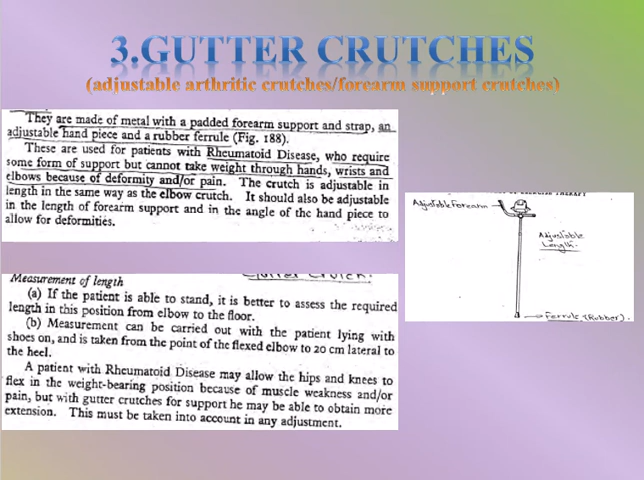 3.GUTTER CRUTCHES
(adjustable arthritic crutches/forearm support crutches)
They are made of metal with a padded forearm support and strap, an
adjustable hand piece and a rubber ferrule (Fig. 188).
These are used for patients with Rheumatoid Disease, who require
some form of support but cannot take weight through hands, wrists and
elbows because of deformity and/or pain. The crutch is adjustable in
length in the same way as the elbow crutch. It should also be adjustable
in the length of forearm support and in the angle of the hand piece to
allow for deformities.
Gutter Crutch.
Measurement of length
(a) If the patient is able to stand, it is better to assess the required
length in this position from elbow to the floor.
(b) Measurement can be carried out with the patient lying with
shoes on, and is taken from the point of the flexed elbow to 20 cm lateral to
the heel.
A patient with Rheumatoid Disease may allow the hips and knees to
flex in the weight-bearing position because of muscle weakness and/or
pain, but with gutter crutches for support he may be able to obtain more
extension. This must be taken into account in any adjustment.
THERAPY
Adjustable Forearm
Adjustable
Length.
Ferrule (Rubber).